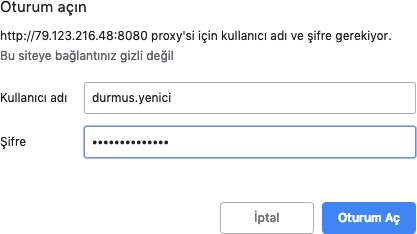 Oturum açın
http://79.123.216.48:8080 proxy'si için kullanıcı adı ve şifre gerekiyor.
Bu siteye bağlantınız gizli değil
Kullanıcı adı durmus.yenici
Şifre ••••••••••••••
İptal Oturum Aç